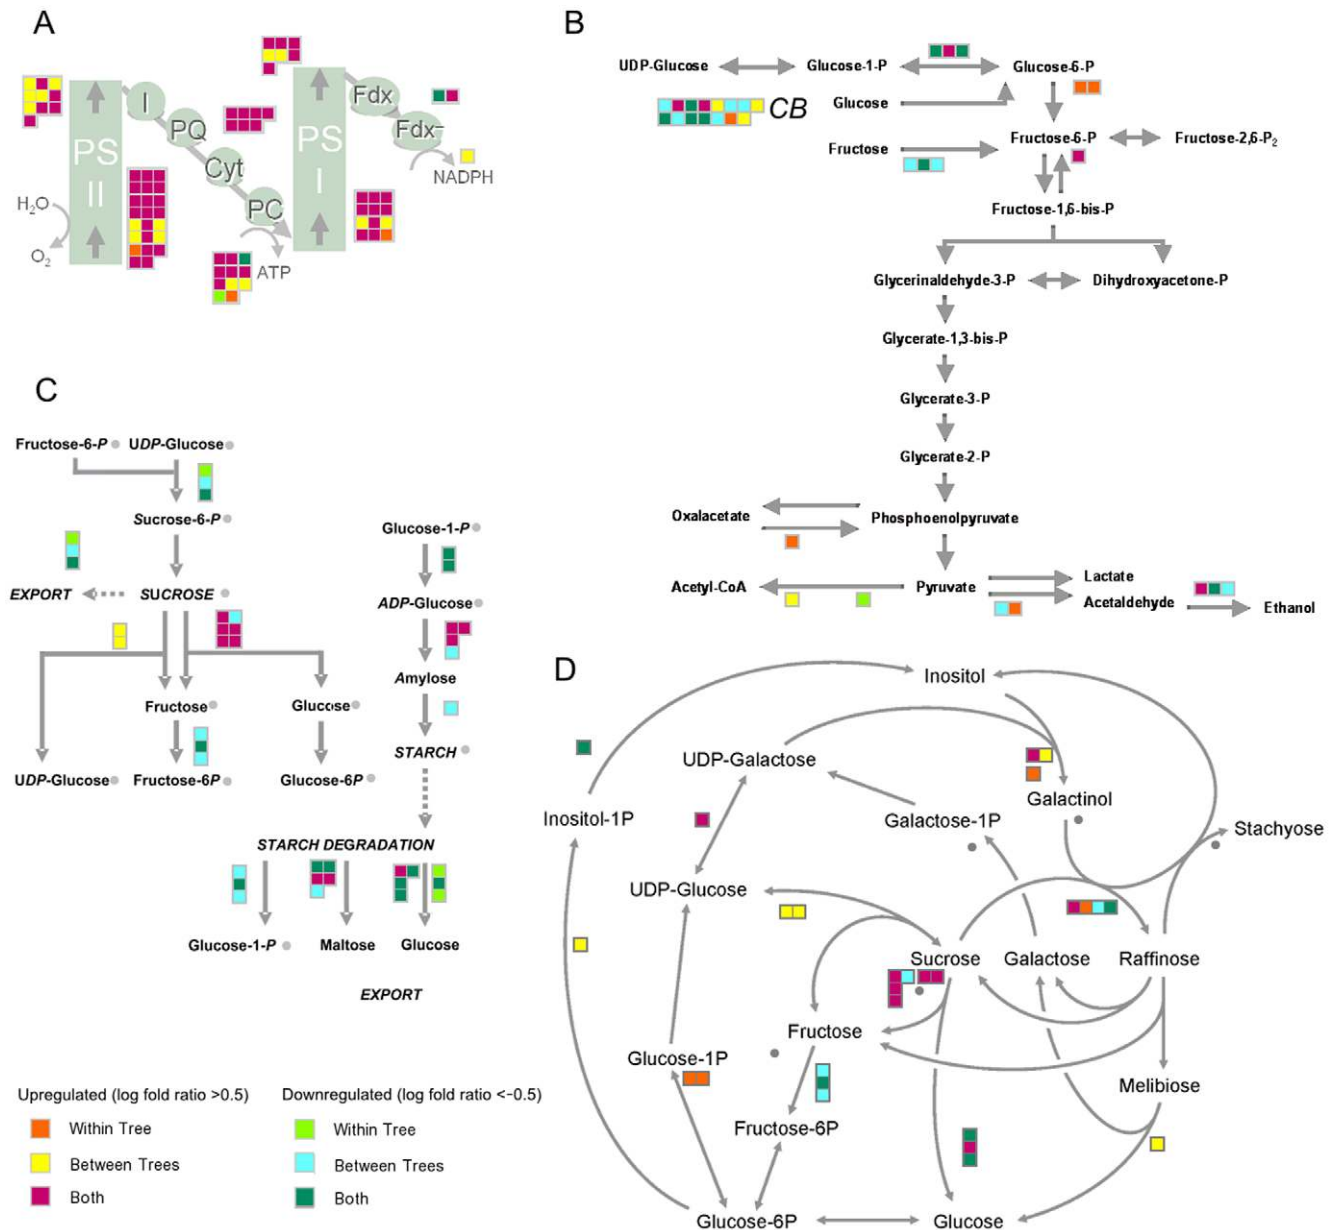 A
PS
II
I
PQ
Cyt
PC
PS
I
Fdx
Fdx–
NADPH
H2O
O2
ATP
B
UDP-Glucose
Glucose-1-P
Glucose-6-P
Glucose
CB
Fructose
Fructose-6-P
Fructose-2,6-P2
Fructose-1,6-bis-P
Glycerinaldehyde-3-P
Dihydroxyacetone-P
Glycerate-1,3-bis-P
Glycerate-3-P
Glycerate-2-P
Oxalacetate
Phosphoenolpyruvate
Acetyl-CoA
Pyruvate
Lactate
Acetaldehyde
Ethanol
C
Fructose-6-P
UDP-Glucose
Sucrose-6-P
Glucose-1-P
EXPORT
SUCROSE
ADP-Glucose
Amylose
Fructose
Glucose
STARCH
UDP-Glucose
Fructose-6P
Glucose-6P
STARCH DEGRADATION
Glucose-1-P
Maltose
Glucose
EXPORT
D
Inositol
UDP-Galactose
Galactinol
Inositol-1P
Galactose-1P
Stachyose
UDP-Glucose
Sucrose
Galactose
Raffinose
Fructose
Glucose-1P
Melibiose
Fructose-6P
Glucose-6P
Glucose
Upregulated (log fold ratio >0.5)
Within Tree
Between Trees
Both
Downregulated (log fold ratio <-0.5)
Within Tree
Between Trees
Both